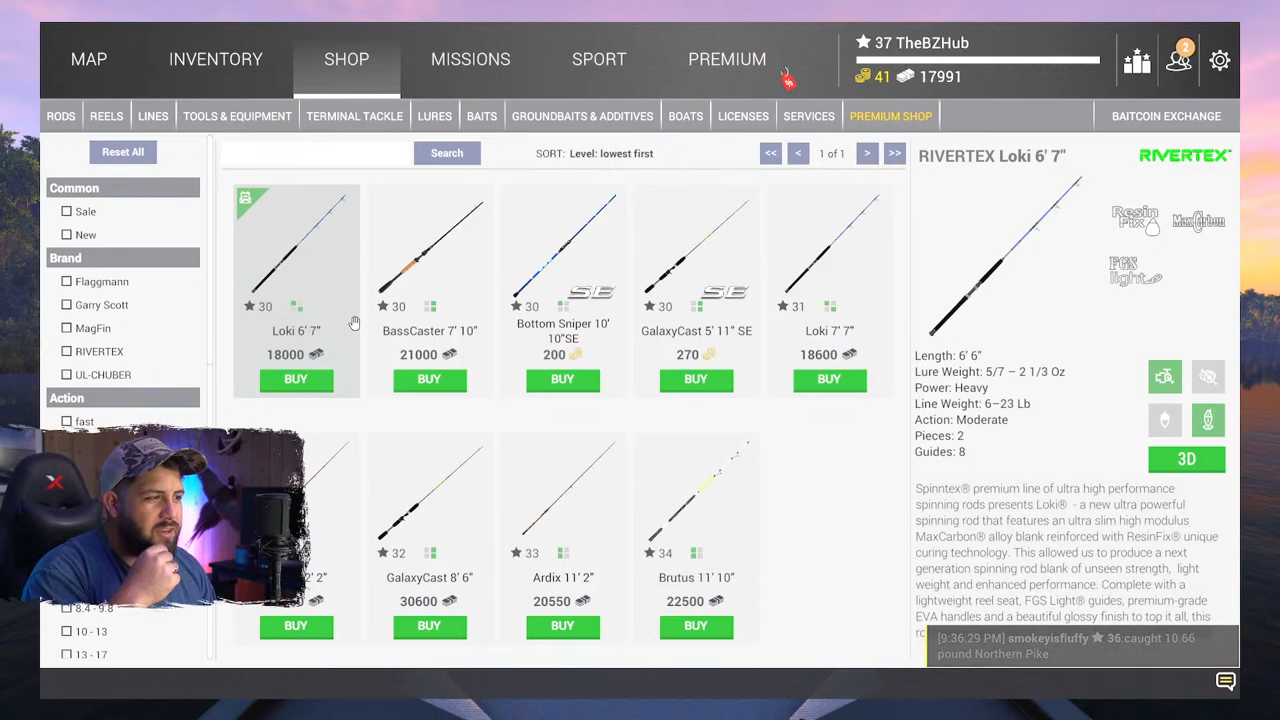 MAP INVENTORY SHOP MISSIONS SPORT PREMIUM
37 TheBZHub
41 17991
2
RODS REELS LINES TOOLS & EQUIPMENT TERMINAL TACKLE LURES BAITS GROUNDBAITS & ADDITIVES BOATS LICENSES SERVICES PREMIUM SHOP BAITCOIN EXCHANGE
Reset All
Search
SORT: Level: lowest first
<< < 1 of 1 > >>
Common
Sale
New
Brand
Flaggmann
Garry Scott
MagFin
RIVERTEX
UL-CHUBER
Action
fast
8.4 - 9.8
10 - 13
13 - 17
30
Loki 6' 7"
18000
BUY
30
BassCaster 7' 10"
21000
BUY
SE
30
Bottom Sniper 10'
10"SE
200
BUY
SE
30
GalaxyCast 5' 11" SE
270
BUY
31
Loki 7' 7"
18600
BUY
2' 2"
BUY
32
GalaxyCast 8' 6"
30600
BUY
33
Ardix 11' 2"
20550
BUY
34
Brutus 11' 10"
22500
BUY
RIVERTEX Loki 6' 7"
RIVERTEX
Resin
Fix
MaxCarbon
FGS
light
Length: 6' 6"
Lure Weight: 5/7 – 2 1/3 Oz
Power: Heavy
Line Weight: 6–23 Lb
Action: Moderate
Pieces: 2
Guides: 8
3D
Spinntex® premium line of ultra high performance
spinning rods presents Loki® - a new ultra powerful
spinning rod that features an ultra slim high modulus
MaxCarbon® alloy blank reinforced with ResinFix® unique
curing technology. This allowed us to produce a next
generation spinning rod blank of unseen strength, light
weight and enhanced performance. Complete with a
lightweight reel seat, FGS Light® guides, premium-grade
EVA handles and a beautiful glossy finish to top it all, this
[9:36:29 PM] smokeyisfluffy 36:caught 10.66
pound Northern Pike